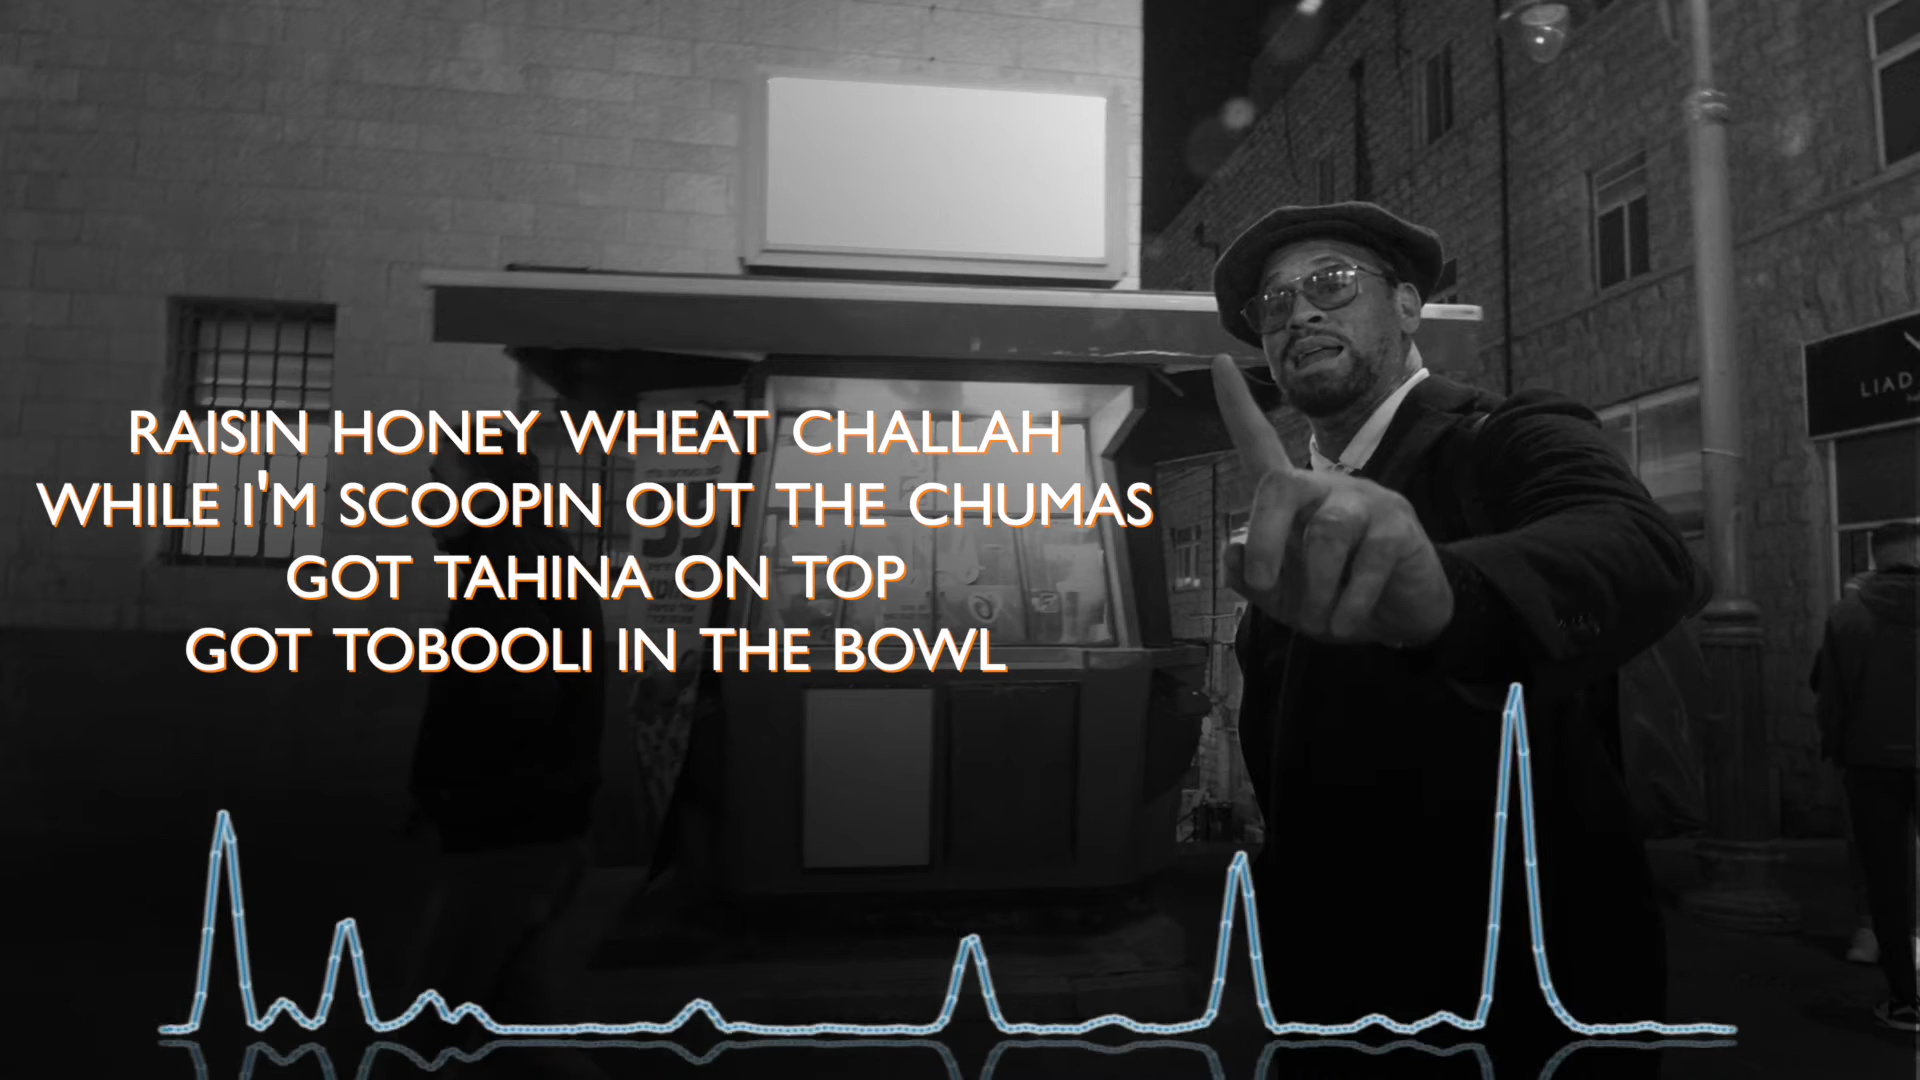 RAISIN HONEY WHEAT CHALLAH
WHILE I'M SCOOPIN OUT THE CHUMAS
GOT TAHINA ON TOP
GOT TOBOOLI IN THE BOWL
LIAD